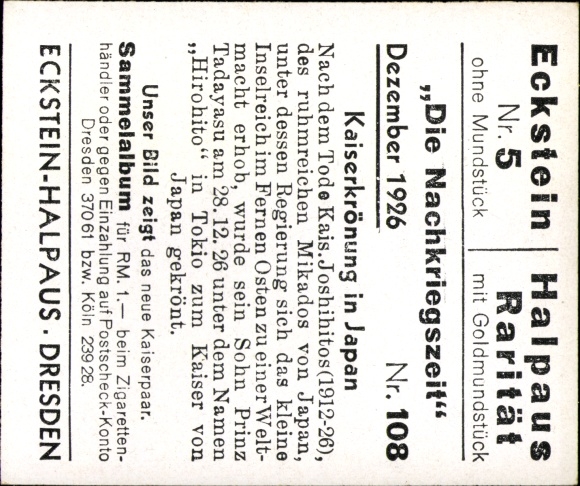 Eckstein | Halpaus
Nr. 5 Rarität
ohne Mundstück mit Goldmundstück
„Die Nachkriegszeit“
Dezember 1926 Nr. 108
Kaiserkrönung in Japan
Nach dem Tode Kais. Joshihitos (1912-26),
des ruhmreichen Mikados von Japan,
unter dessen Regierung sich das kleine
Inselreich im Fernen Osten zu einer Welt-
macht erhob, wurde sein Sohn Prinz
Tadayasu am 28. 12. 26 unter dem Namen
„Hirohito“ in Tokio zum Kaiser von
Japan gekrönt.
Unser Bild zeigt das neue Kaiserpaar.
Sammelalbum für RM. 1.— beim Zigaretten-
händler oder gegen Einzahlung auf Postscheck-Konto
Dresden 37061 bzw. Köln 23928.
ECKSTEIN-HALPAUS · DRESDEN